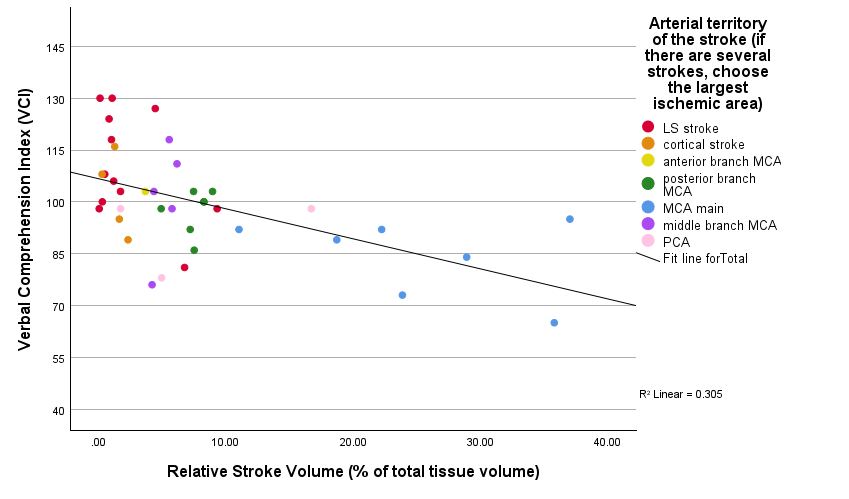 Verbal Comprehension Index (VCI)
145
130
115
100
85
70
55
40
.00
10.00
20.00
30.00
40.00
Relative Stroke Volume (% of total tissue volume)
Arterial territory
of the stroke (if
there are several
strokes, choose
the largest
ischemic area)
LS stroke
cortical stroke
anterior branch MCA
posterior branch
MCA
MCA main
middle branch MCA
PCA
Fit line forTotal
R² Linear = 0.305